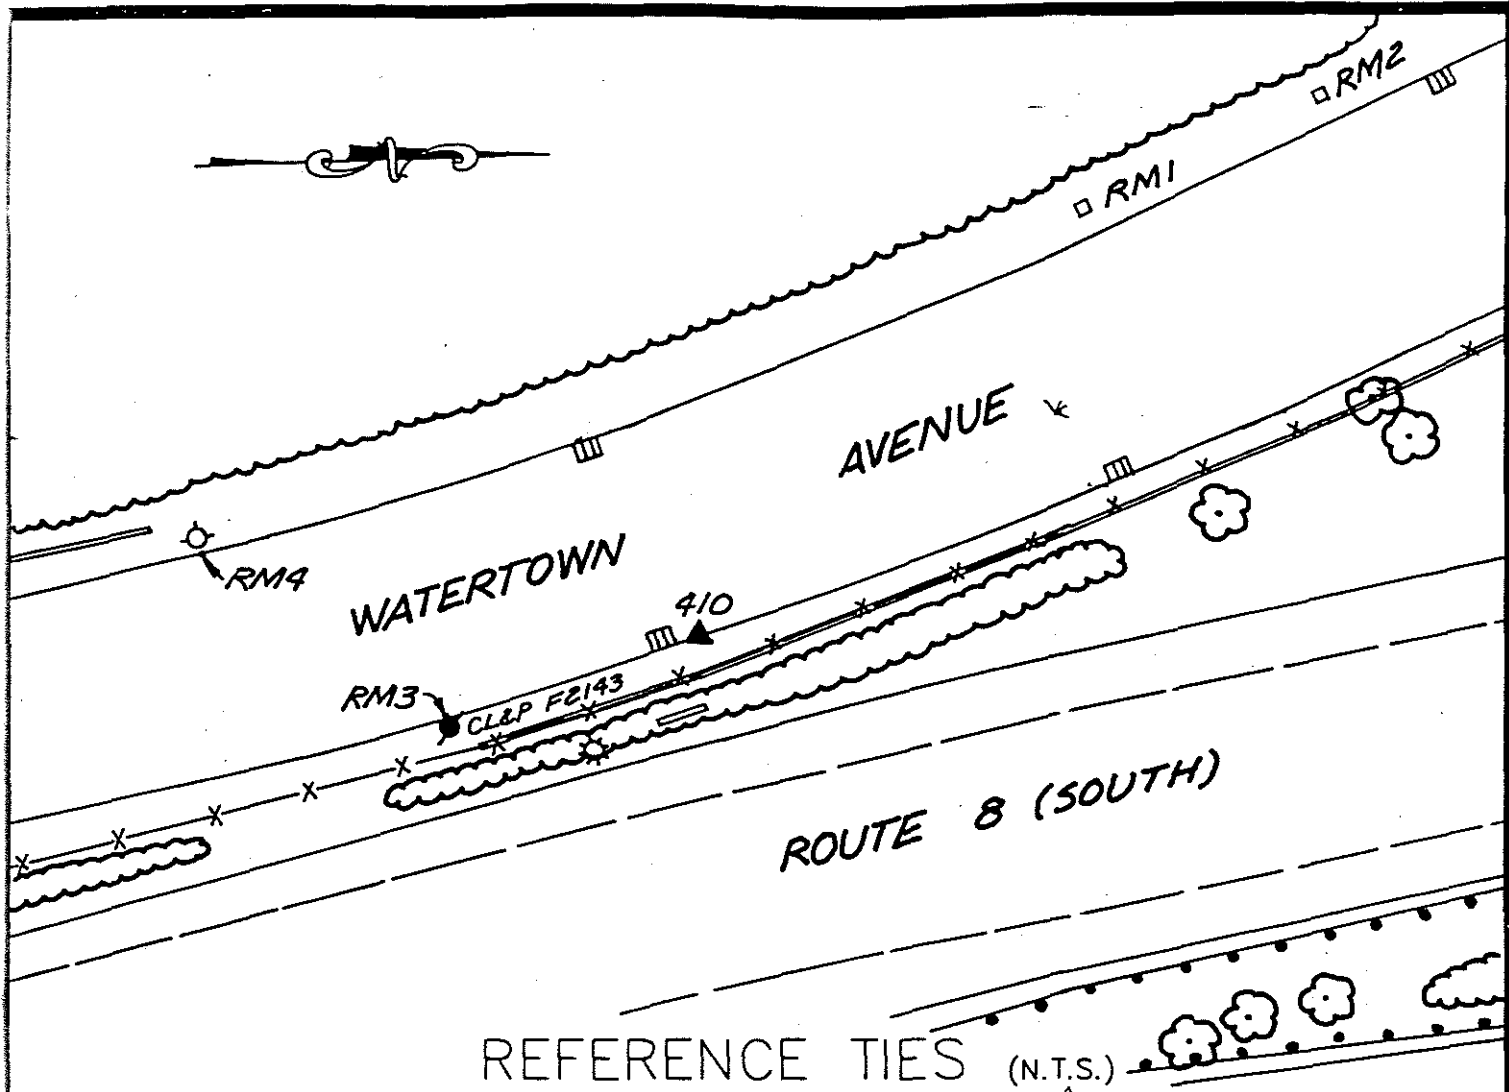 RM2
RM1
AVENUE
WATERTOWN
RM4
410
RM3
CL&P F2143
ROUTE 8 (SOUTH)
REFERENCE TIES (N.T.S.)